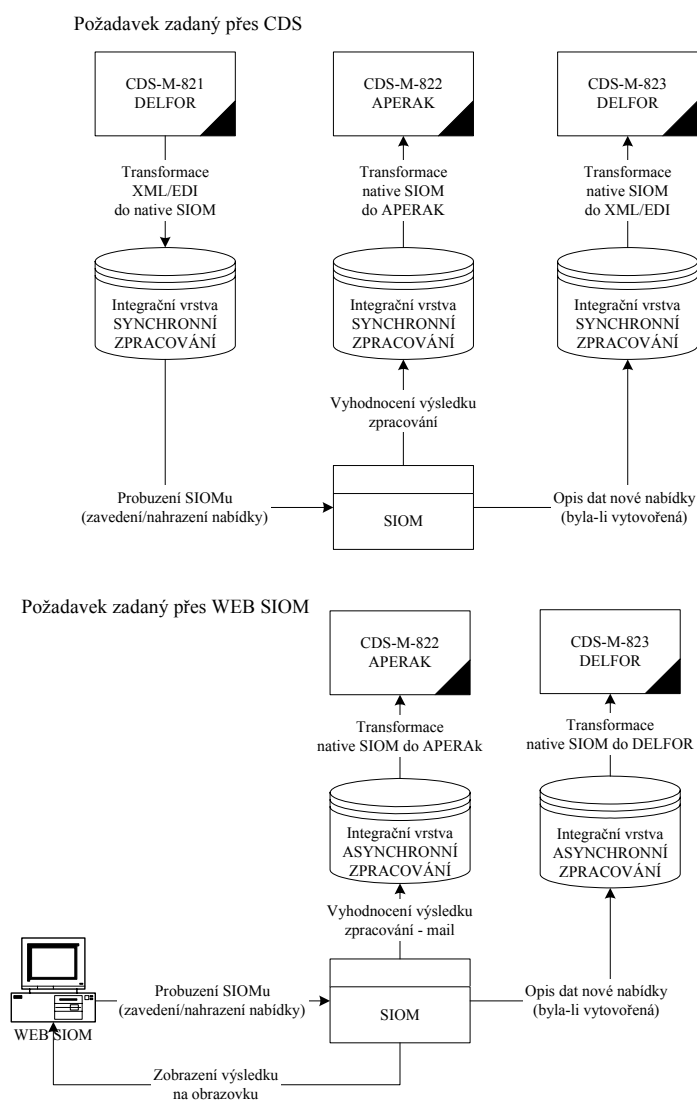 Požadavek zadaný přes CDS
CDS-M-821
DELFOR
CDS-M-822
APERAK
CDS-M-823
DELFOR
Transformace
XML/EDI
do native SIOM
Transformace
native SIOM
do APERAK
Transformace
native SIOM
do XML/EDI
Integrační vrstva
SYNCHRONNÍ
ZPRACOVÁNÍ
Integrační vrstva
SYNCHRONNÍ
ZPRACOVÁNÍ
Integrační vrstva
SYNCHRONNÍ
ZPRACOVÁNÍ
Vyhodnocení výsledku
zpracování
Probuzení SIOMu
(zavedení/nahrazení nabídky)
SIOM
Opis dat nové nabídky
(byla-li vytovořená)
Požadavek zadaný přes WEB SIOM
CDS-M-822
APERAK
CDS-M-823
DELFOR
Transformace
native SIOM do APERAk
Transformace
native SIOM do DELFOR
Integrační vrstva
ASYNCHRONNÍ
ZPRACOVÁNÍ
Integrační vrstva
ASYNCHRONNÍ
ZPRACOVÁNÍ
Vyhodnocení výsledku
zpracování - mail
WEB SIOM
Probuzení SIOMu
(zavedení/nahrazení nabídky)
SIOM
Opis dat nové nabídky
(byla-li vytovořená)
Zobrazení výsledku
na obrazovku